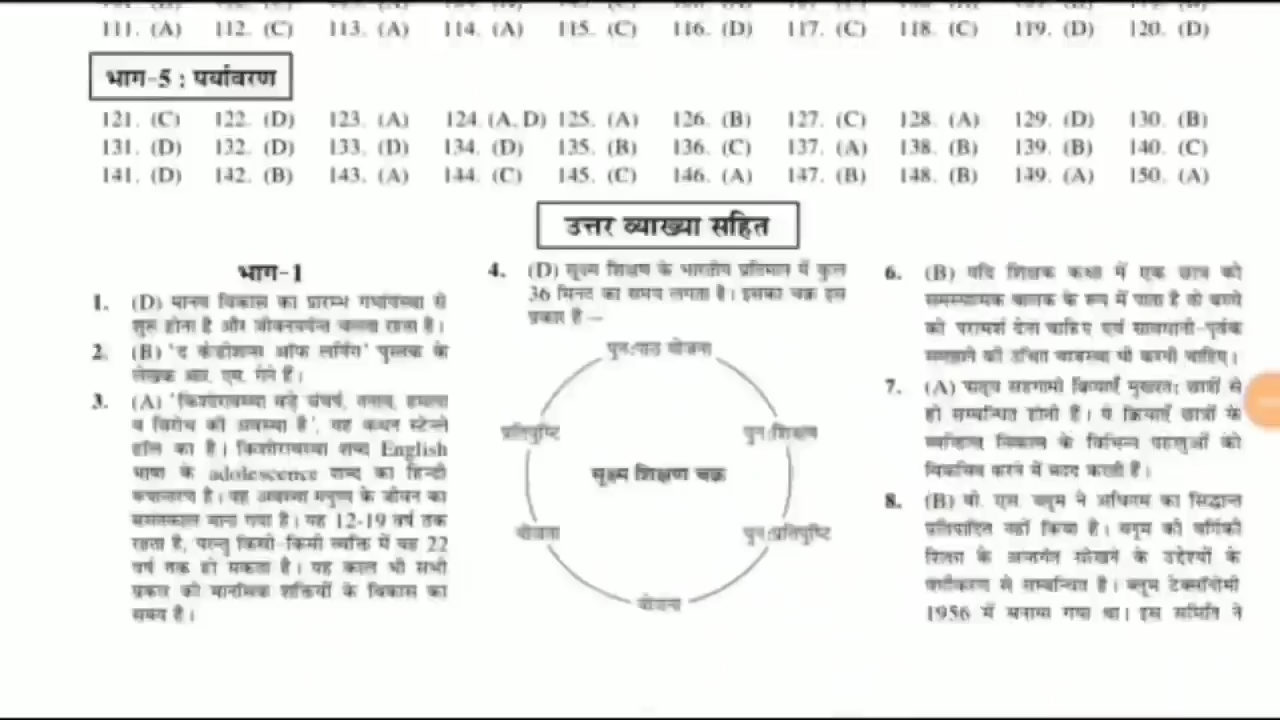 111. (A) 112. (C) 113. (A) 114. (A) 115. (C) 116. (D) 117. (C) 118. (C) 119. (D) 120. (D)
भाग-5 : पर्यावरण
121. (C) 122. (D) 123. (A) 124. (A, D) 125. (A) 126. (B) 127. (C) 128. (A) 129. (D) 130. (B)
131. (D) 132. (D) 133. (D) 134. (D) 135. (B) 136. (C) 137. (A) 138. (B) 139. (B) 140. (C)
141. (D) 142. (B) 143. (A) 144. (C) 145. (C) 146. (A) 147. (B) 148. (B) 149. (A) 150. (A)
उत्तर व्याख्या सहित
भाग-1
1. (D) मानव विकास का प्रारम्भ गर्भावस्था से
शुरू होता है और जीवनपर्यन्त चलता रहता है।
2. (B) 'द कंडीशन्स ऑफ लर्निंग' पुस्तक के
लेखक आर. एम. गेने हैं।
3. (A) 'किशोरावस्था बड़े संघर्ष, तनाव,
व विरोध की अवस्था है', यह कथन स्टेनले
हॉल का है। किशोरावस्था शब्द English
भाषा के adolescence शब्द का हिन्दी
रूपान्तरण है। यह अवस्था मनुष्य के जीवन का
बसन्तकाल माना गया है। यह 12-19 वर्ष तक
रहता है, परन्तु किसी-किसी व्यक्ति में यह 22
वर्ष तक हो सकता है। यह काल भी सभी
प्रकार की मानसिक शक्तियों के विकास का
समय है।
4. (D) सूक्ष्म शिक्षण के भारतीय प्रतिमान में कुल
36 मिनट का समय लगता है। इसका चक्र इस
प्रकार है –
पुनःपाठ योजना
प्रतिपुष्टि
पुनःशिक्षण
सूक्ष्म शिक्षण चक्र
योजना
पुनःप्रतिपुष्टि
योजना
6. (B) यदि शिक्षक कक्षा में एक छात्र को
समस्यात्मक बालक के रूप में पाता है तो बच्चे
को परामर्श देना चाहिए एवं सावधानी-पूर्वक
समझाने की उचित व्यवस्था भी करनी चाहिए।
7. (A) पाठ्य सहगामी क्रियाएँ मुख्यतः छात्रों से
ही सम्बन्धित होती हैं। ये क्रियाएँ छात्रों के
व्यक्तित्व विकास के विभिन्न पहलुओं को
विकसित करने में मदद करती हैं।
8. (B) बी. एस. ब्लूम ने अधिगम का सिद्धान्त
प्रतिपादित नहीं किया है। ब्लूम की वर्गिकी
शिक्षा के अन्तर्गत सीखने के उद्देश्यों के
वर्गीकरण से सम्बन्धित है। ब्लूम टेक्सॉनोमी
1956 में बनाया गया था। इस समिति ने